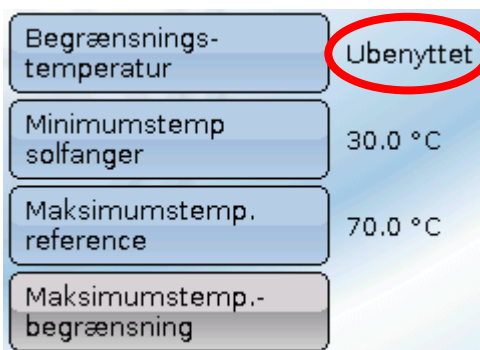 Begrænsnings-
temperatur
Ubenyttet
Minimumstemp
solfanger
30.0 °C
Maksimumstemp.
reference
70.0 °C
Maksimumstemp.-
begrænsning